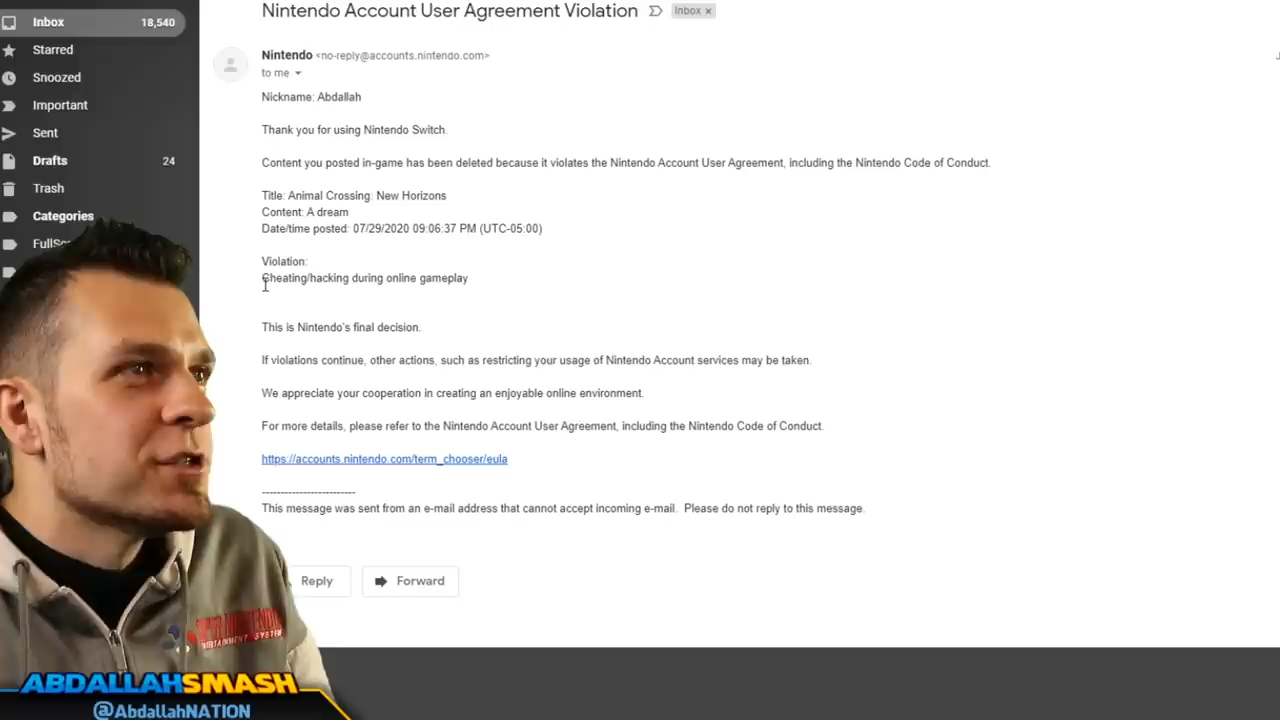 Inbox 18,540
Starred
Snoozed
Important
Sent
Drafts 24
Trash
Categories
Nintendo Account User Agreement Violation Inbox ×
Nintendo <no-reply@accounts.nintendo.com>
to me
Nickname: Abdallah
Thank you for using Nintendo Switch.
Content you posted in-game has been deleted because it violates the Nintendo Account User Agreement, including the Nintendo Code of Conduct.
Title: Animal Crossing: New Horizons
Content: A dream
Date/time posted: 07/29/2020 09:06:37 PM (UTC-05:00)
Violation:
Cheating/hacking during online gameplay
This is Nintendo's final decision.
If violations continue, other actions, such as restricting your usage of Nintendo Account services may be taken.
We appreciate your cooperation in creating an enjoyable online environment.
For more details, please refer to the Nintendo Account User Agreement, including the Nintendo Code of Conduct.
https://accounts.nintendo.com/term_chooser/eula
-------------------------
This message was sent from an e-mail address that cannot accept incoming e-mail. Please do not reply to this message.
Reply Forward
ENTERTAINMENT SYSTEM
ABDALLAHSMASH
@AbdallahNATION